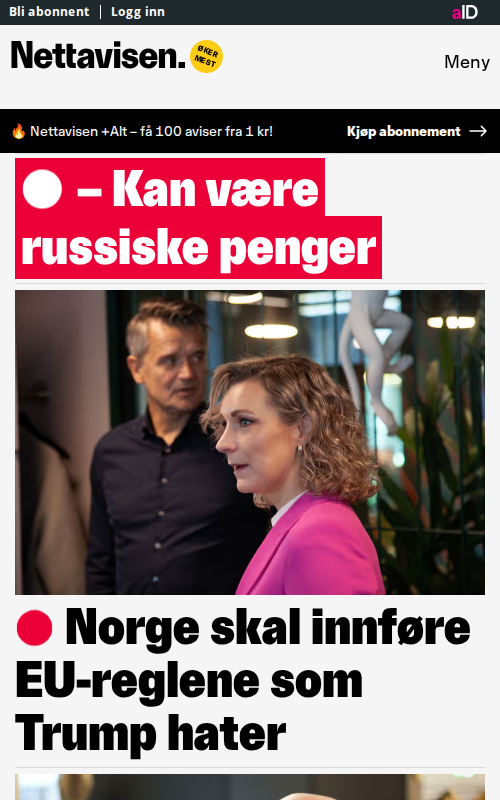 Bli abonnent
Logg inn
aID
Nettavisen.
ØKER
MEST
Meny
🔥 Nettavisen +Alt – få 100 aviser fra 1 kr!
Kjøp abonnement →
– Kan være
russiske penger
Norge skal innføre
EU-reglene som
Trump hater